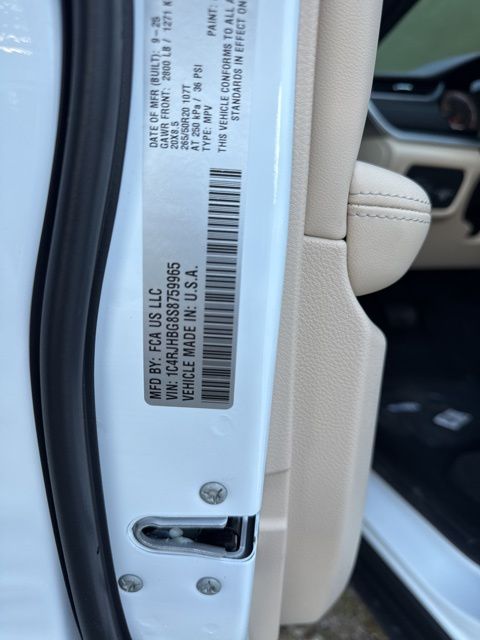 MFD BY: FCA US LLC
DATE OF MFR (BUILT): 9-25
GAWR FRONT: 2800 LB / 1271 K
20X8.5
265/50R20 107T
AT 250 kPa / 36 PSI
TYPE: MPV
THIS VEHICLE CONFORMS TO ALL A
STANDARDS IN EFFECT ON
PAINT:
VIN: 1C4RJHBG8S8759965
VEHICLE MADE IN: U.S.A.